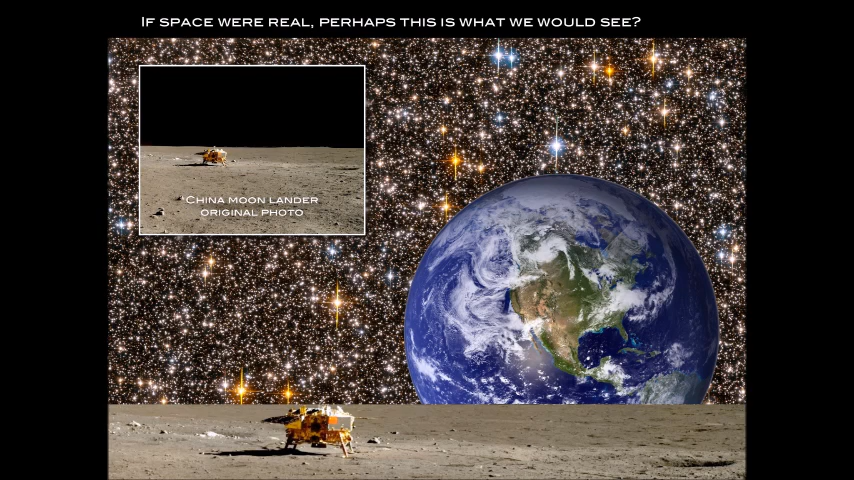 If space were real, perhaps this is what we would see?
*China moon lander
original photo